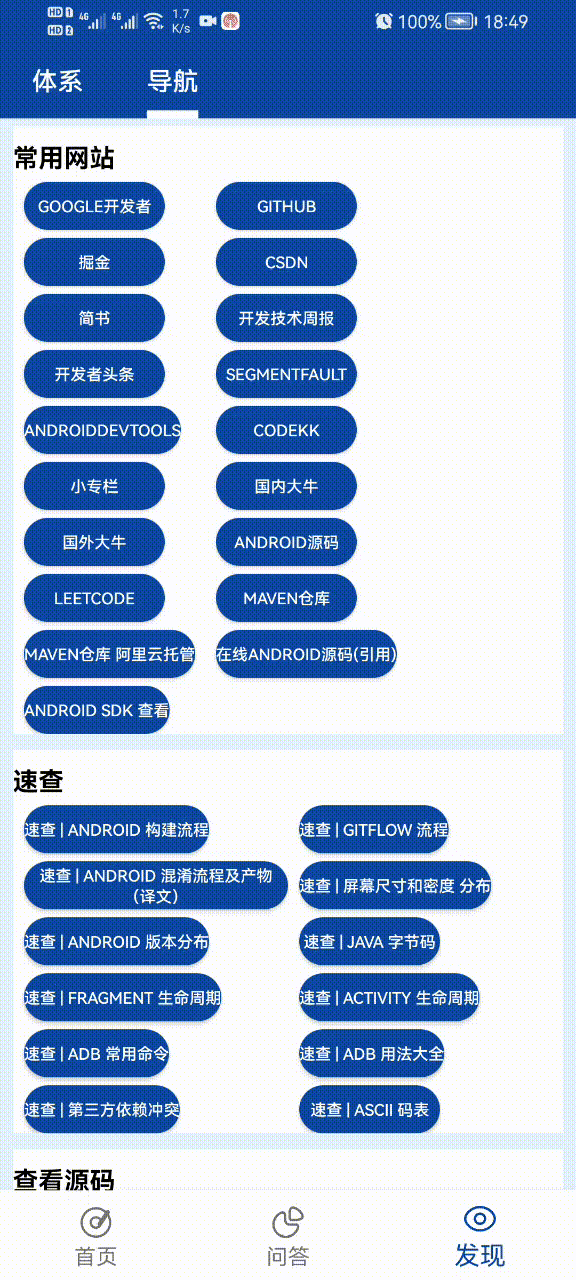 HD 1 4G 4G 1.7 100% 18:49
HD 2 K/s
体系 导航
常用网站
GOOGLE开发者 GITHUB
掘金 CSDN
简书 开发技术周报
开发者头条 SEGMENTFAULT
ANDROIDDEVTOOLS CODEKK
小专栏 国内大牛
国外大牛 ANDROID源码
LEETCODE MAVEN仓库
MAVEN仓库 阿里云托管 在线ANDROID源码(引用)
ANDROID SDK 查看
速查
速查 | ANDROID 构建流程 速查 | GITFLOW 流程
速查 | ANDROID 混淆流程及产物
（译文） 速查 | 屏幕尺寸和密度 分布
速查 | ANDROID 版本分布 速查 | JAVA 字节码
速查 | FRAGMENT 生命周期 速查 | ACTIVITY 生命周期
速查 | ADB 常用命令 速查 | ADB 用法大全
速查 | 第三方依赖冲突 速查 | ASCII 码表
查看源码
首页 问答 发现